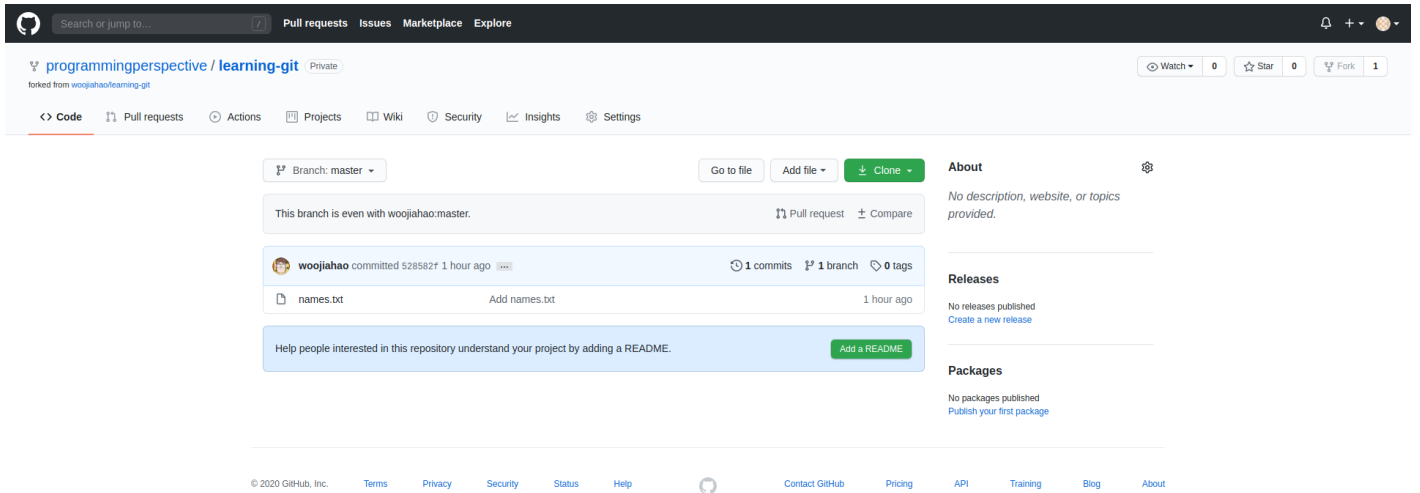 Search or jump to... / Pull requests Issues Marketplace Explore
programmingperspective / learning-git Private Watch 0 Star 0 Fork 1
forked from woojiahao/learning-git
Code Pull requests Actions Projects Wiki Security Insights Settings
Branch: master Go to file Add file Clone About
No description, website, or topics
provided.
This branch is even with woojiahao:master. Pull request Compare
woojiahao committed 528582f 1 hour ago ... 1 commits 1 branch 0 tags
names.txt Add names.txt 1 hour ago
Help people interested in this repository understand your project by adding a README. Add a README
Releases
No releases published
Create a new release
Packages
No packages published
Publish your first package
© 2020 GitHub, Inc. Terms Privacy Security Status Help Contact GitHub Pricing API Training Blog About